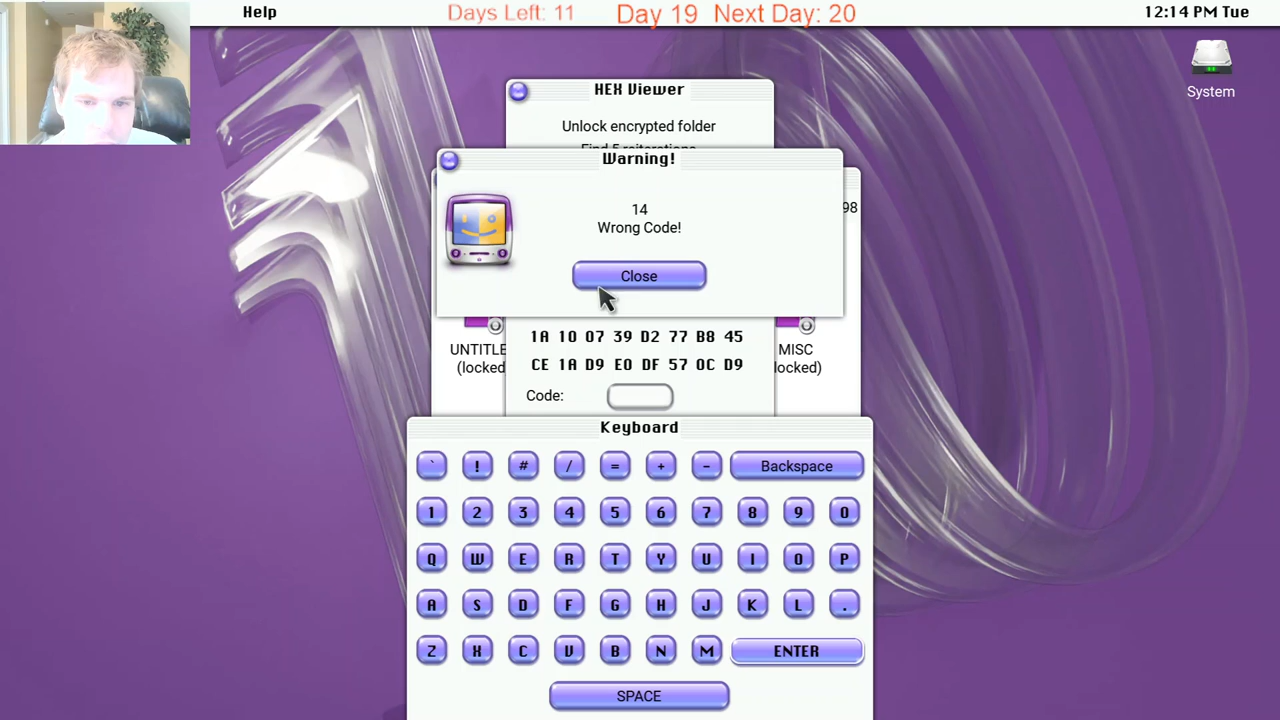 Help
Days Left: 11
Day 19 Next Day: 20
12:14 PM Tue
System
HEX Viewer
Unlock encrypted folder
Warning!
98
14
Wrong Code!
Close
1A 10 07 39 D2 77 B8 45
CE 1A D9 E0 DF 57 0C D9
UNTITLE
(locked
MISC
locked)
Code:
Keyboard
` ! # / = + - Backspace
1 2 3 4 5 6 7 8 9 0
Q W E R T Y U I O P
A S D F G H J K L .
Z X C V B N M ENTER
SPACE